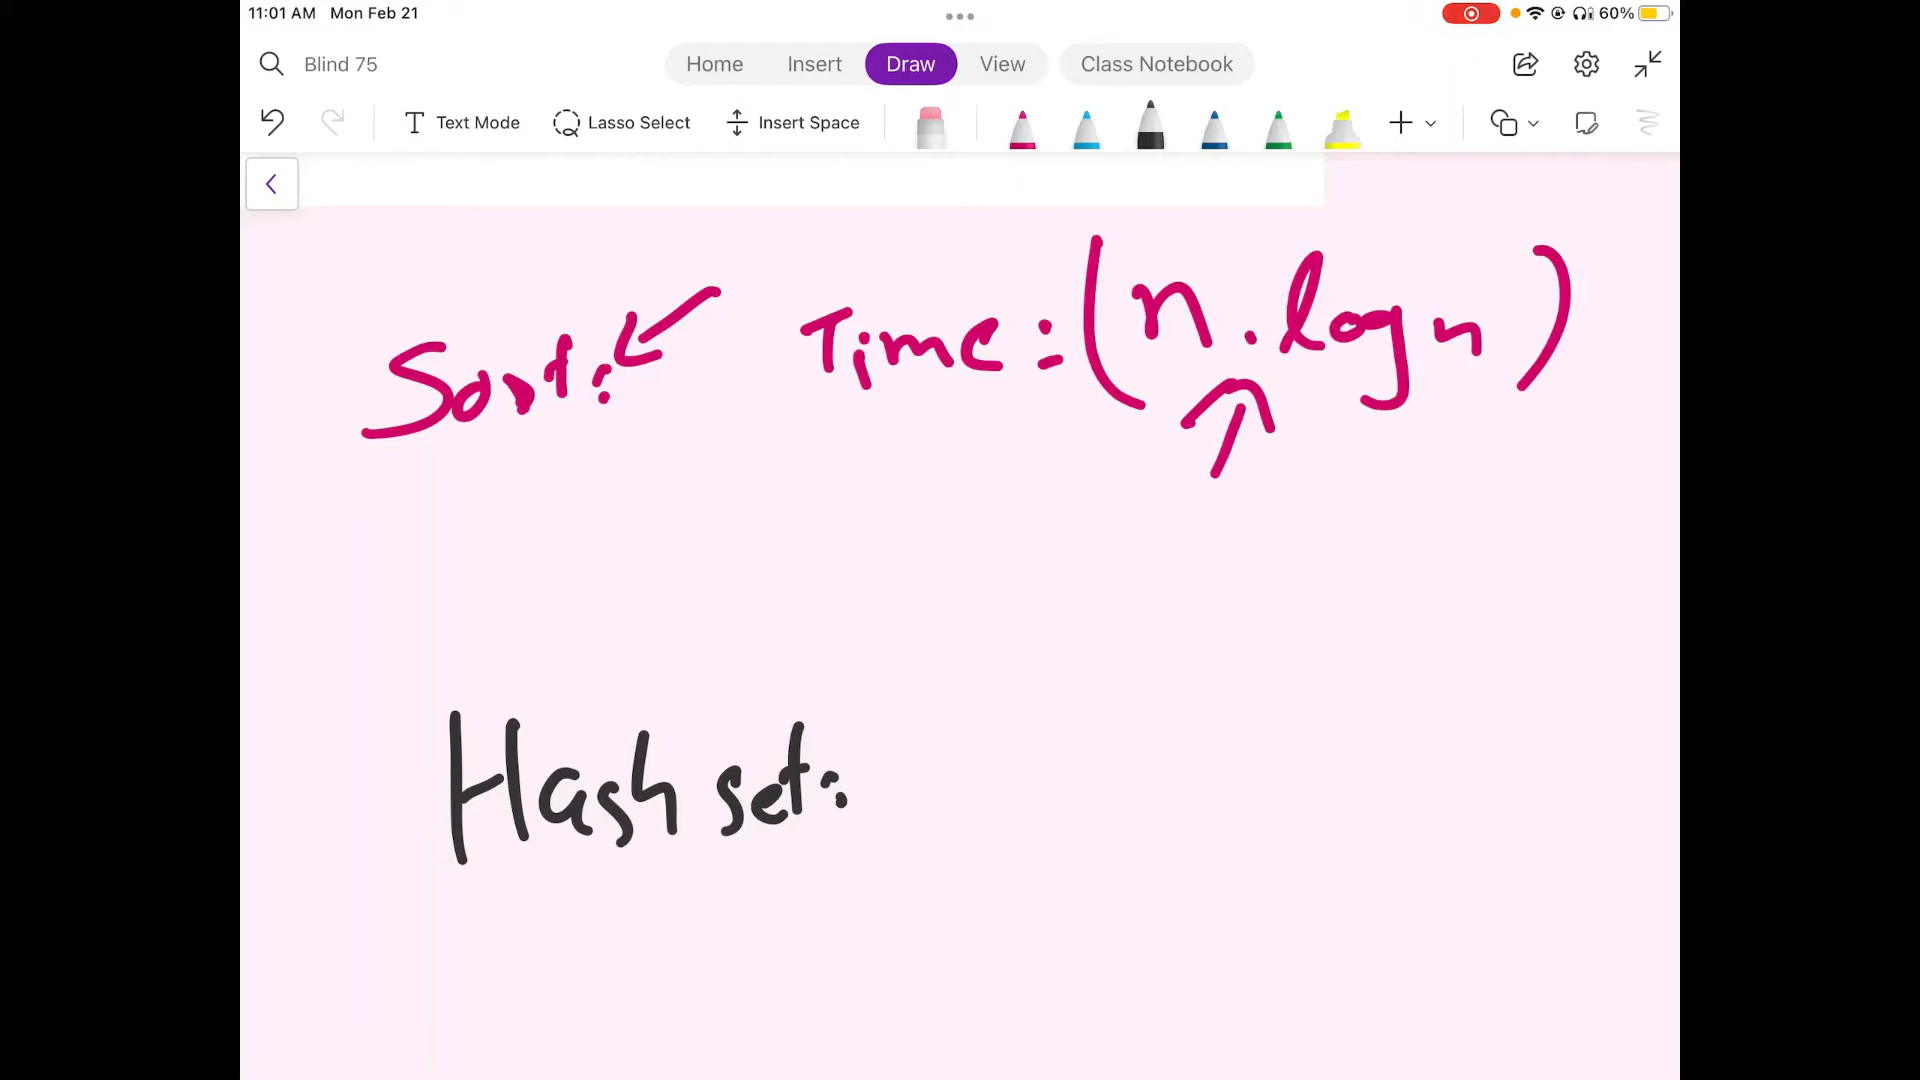 11:01 AM Mon Feb 21
60%
Blind 75
Home Insert Draw View Class Notebook
Text Mode Lasso Select Insert Space
Sort: Time: (n.logn)
Hash set: